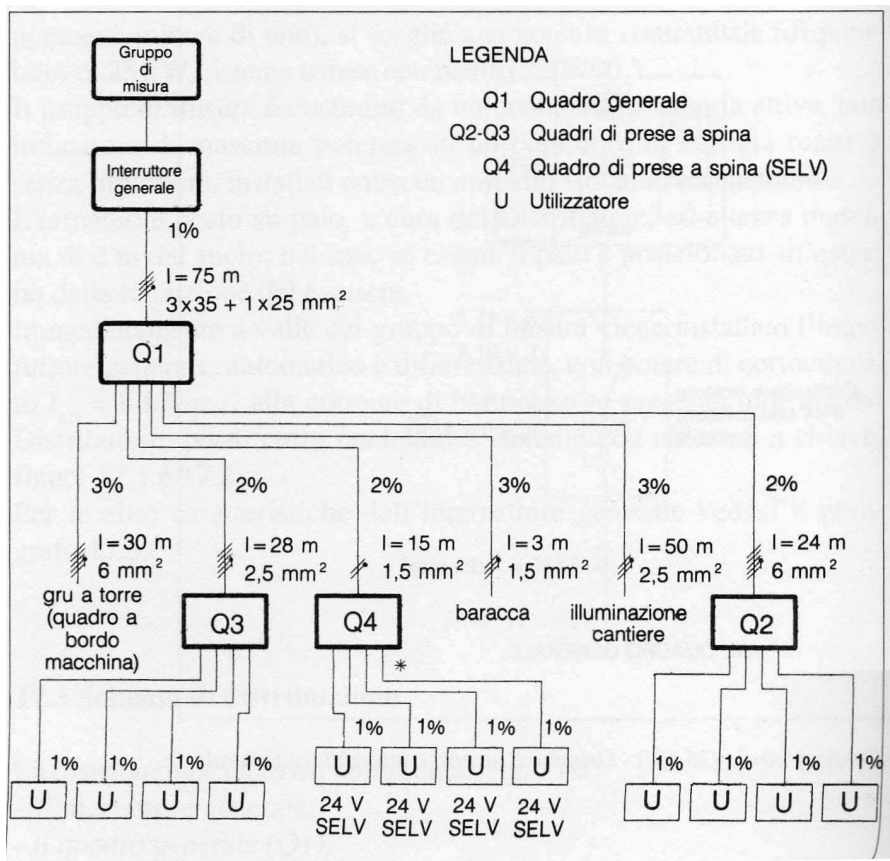 Gruppo
di
misura
LEGENDA
Q1 Quadro generale
Q2-Q3 Quadri di prese a spina
Q4 Quadro di prese a spina (SELV)
U Utilizzatore
Interruttore
generale
1%
l=75 m
3x35 + 1x25 mm²
Q1
3% 2% 2% 3% 3% 2%
l=30 m l=28 m l=15 m l=3 m l=50 m l=24 m
6 mm² 2,5 mm² 1,5 mm² 1,5 mm² 2,5 mm² 6 mm²
gru a torre
(quadro a
bordo
macchina)
Q3
Q4
*
baracca
illuminazione
cantiere
Q2
1% 1% 1% 1%
U U U U
1% 1% 1% 1%
U U U U
24 V 24 V 24 V 24 V
SELV SELV SELV SELV
1% 1% 1% 1%
U U U U